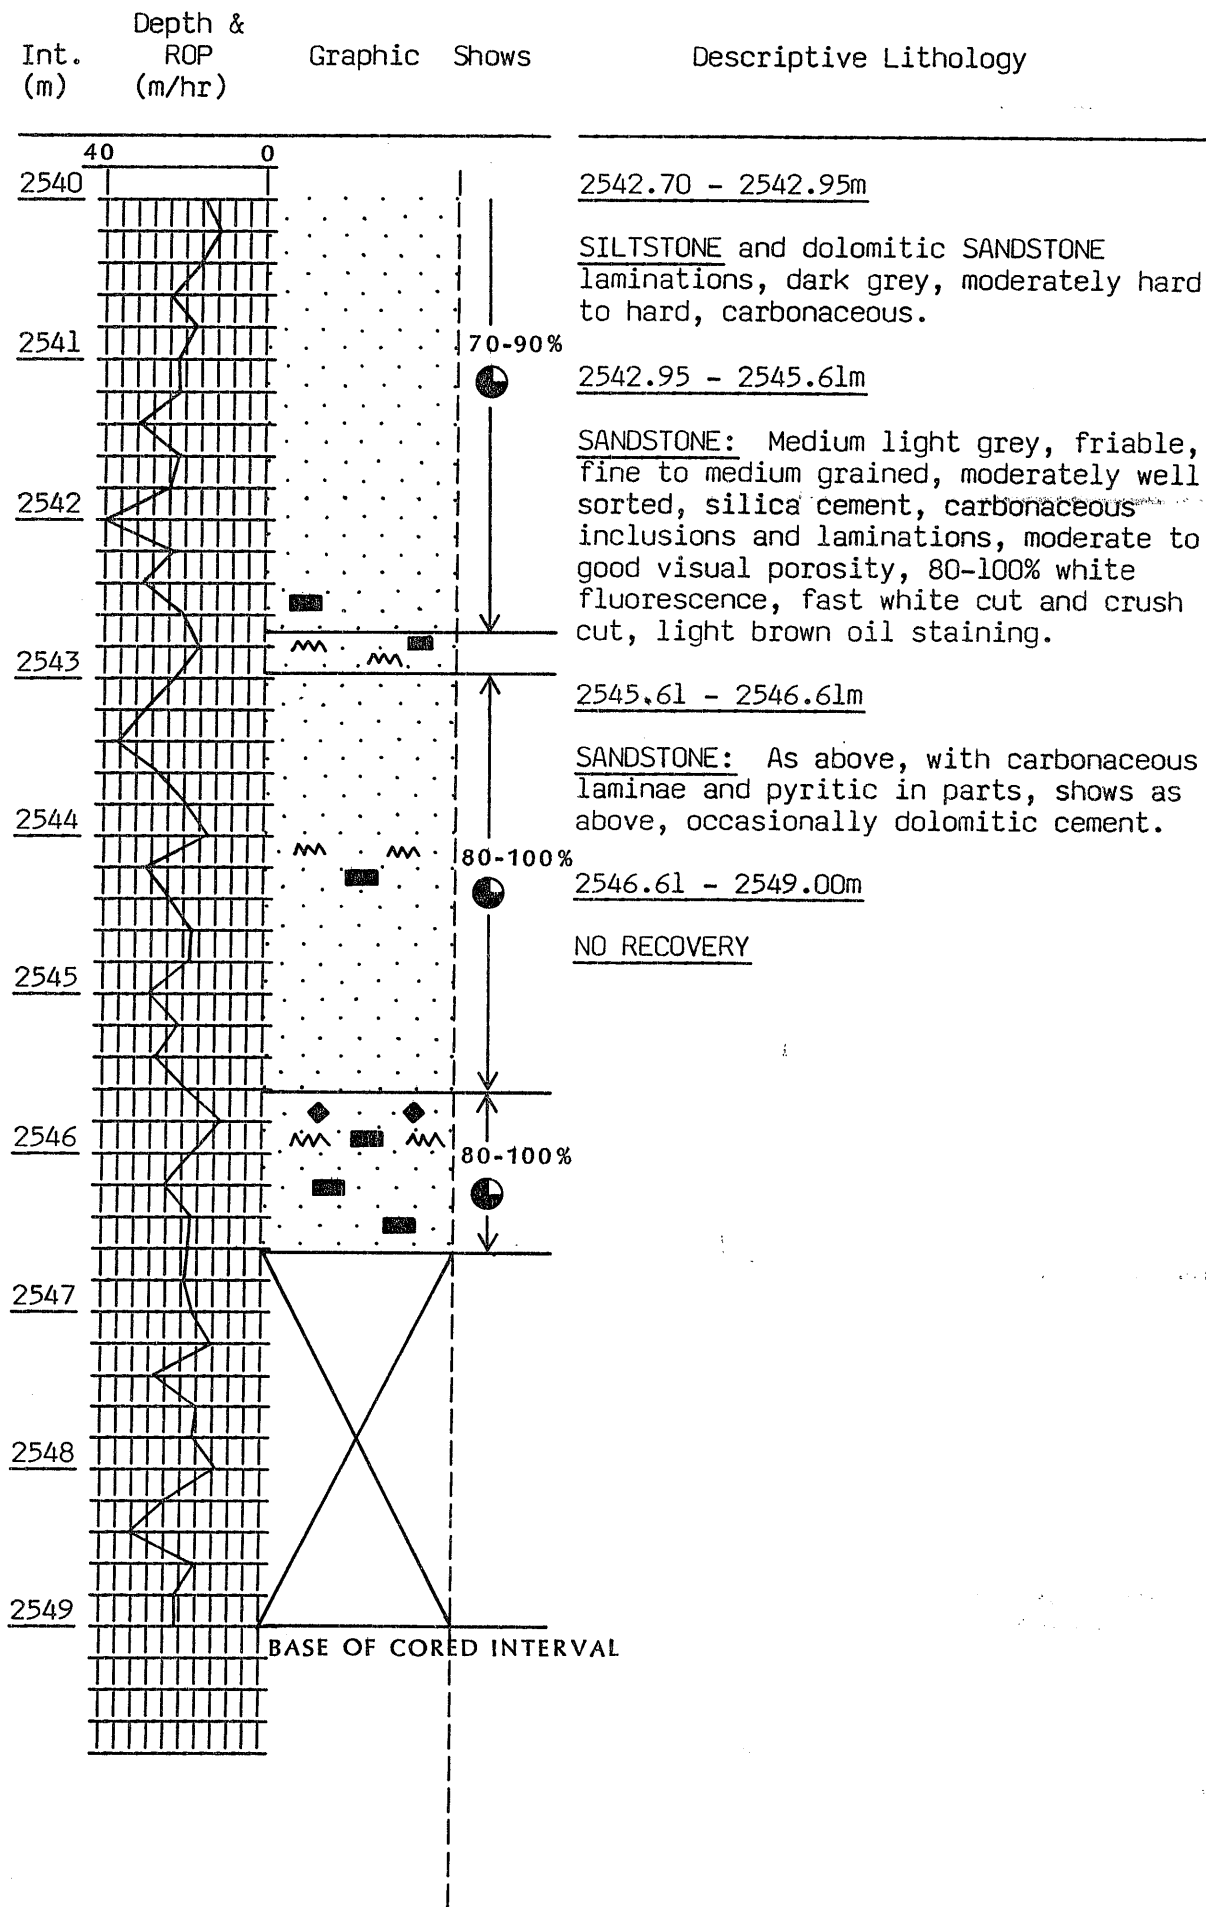 Int. (m)
Depth & ROP (m/hr)
Graphic
Shows
Descriptive Lithology
40 0
2540
2541
2542
2543
2544
2545
2546
2547
2548
2549
70-90%
80-100%
80-100%
BASE OF CORED INTERVAL
2542.70 - 2542.95m
SILTSTONE and dolomitic SANDSTONE
laminations, dark grey, moderately hard
to hard, carbonaceous.
2542.95 - 2545.61m
SANDSTONE: Medium light grey, friable,
fine to medium grained, moderately well
sorted, silica cement, carbonaceous
inclusions and laminations, moderate to
good visual porosity, 80-100% white
fluorescence, fast white cut and crush
cut, light brown oil staining.
2545.61 - 2546.61m
SANDSTONE: As above, with carbonaceous
laminae and pyritic in parts, shows as
above, occasionally dolomitic cement.
2546.61 - 2549.00m
NO RECOVERY